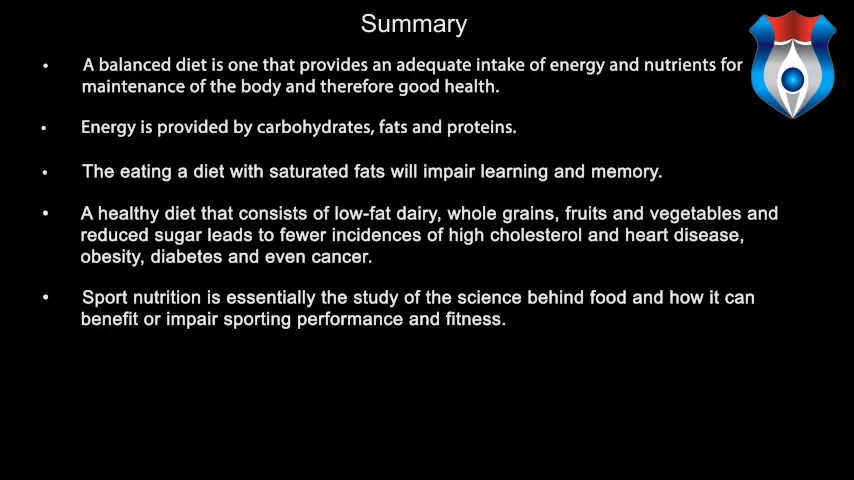 Summary
• A balanced diet is one that provides an adequate intake of energy and nutrients for
maintenance of the body and therefore good health.
• Energy is provided by carbohydrates, fats and proteins.
• The eating a diet with saturated fats will impair learning and memory.
• A healthy diet that consists of low-fat dairy, whole grains, fruits and vegetables and
reduced sugar leads to fewer incidences of high cholesterol and heart disease,
obesity, diabetes and even cancer.
• Sport nutrition is essentially the study of the science behind food and how it can
benefit or impair sporting performance and fitness.